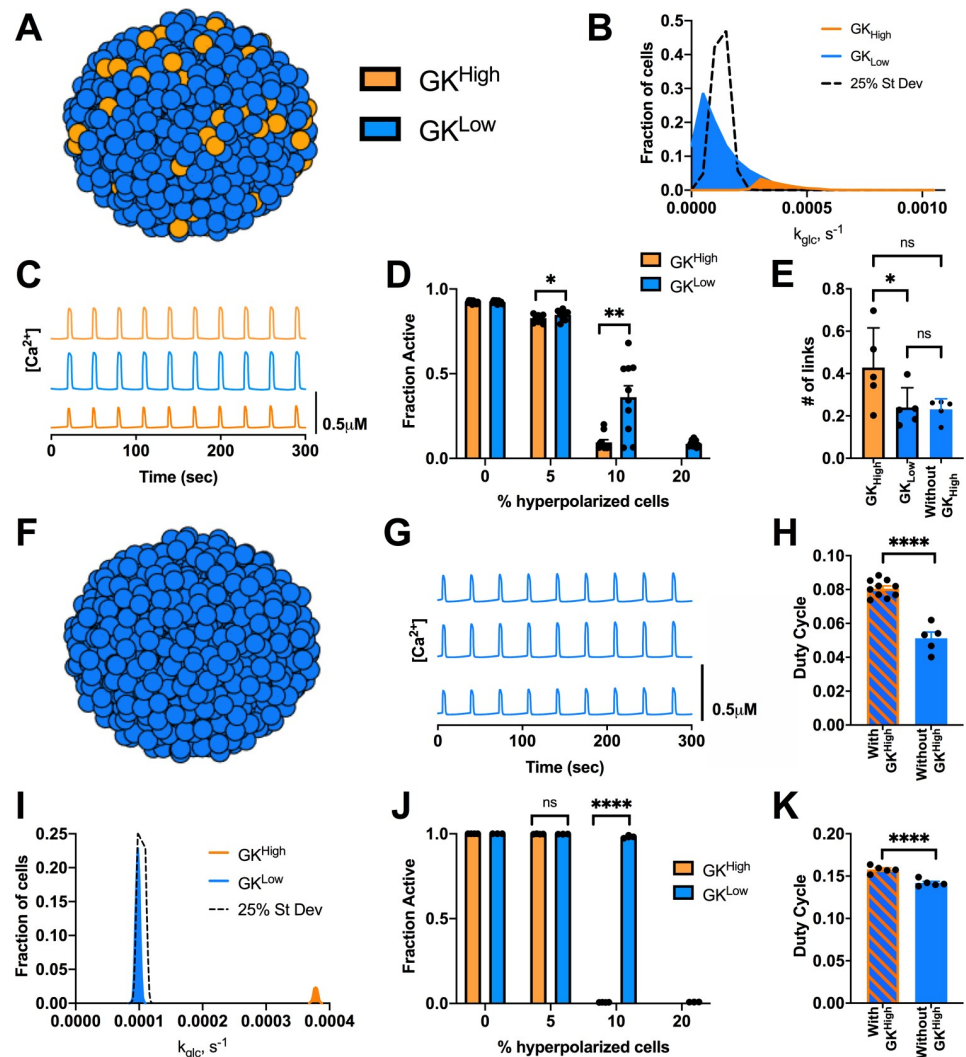 A
GK^High
GK^Low
B
Fraction of cells
0.5
0.4
0.3
0.2
0.1
0.0
0.0000
0.0005
0.0010
k_glc, s⁻¹
GK_High
GK_Low
25% St Dev
C
[Ca²⁺]
0.5µM
0
100
200
300
Time (sec)
D
GK^High
GK^Low
Fraction Active
1.0
0.5
0.0
*
**
0
5
10
20
% hyperpolarized cells
E
# of links
0.8
0.6
0.4
0.2
0.0
ns
*
ns
GK_High
GK_Low
Without
GK_High
F
G
[Ca²⁺]
0.5µM
0
100
200
300
Time (sec)
H
Duty Cycle
0.10
0.08
0.06
0.04
0.02
0.00
****
With
GK^High
Without
GK^High
I
Fraction of cells
0.25
0.20
0.15
0.10
0.05
0.00
0.0000
0.0001
0.0002
0.0003
0.0004
k_glc, s⁻¹
GK^High
GK^Low
25% St Dev
J
Fraction Active
1.0
0.5
0.0
ns
****
GK^High
GK^Low
0
5
10
20
% hyperpolarized cells
K
Duty Cycle
0.20
0.15
0.10
0.05
0.00
****
With
GK^High
Without
GK^High